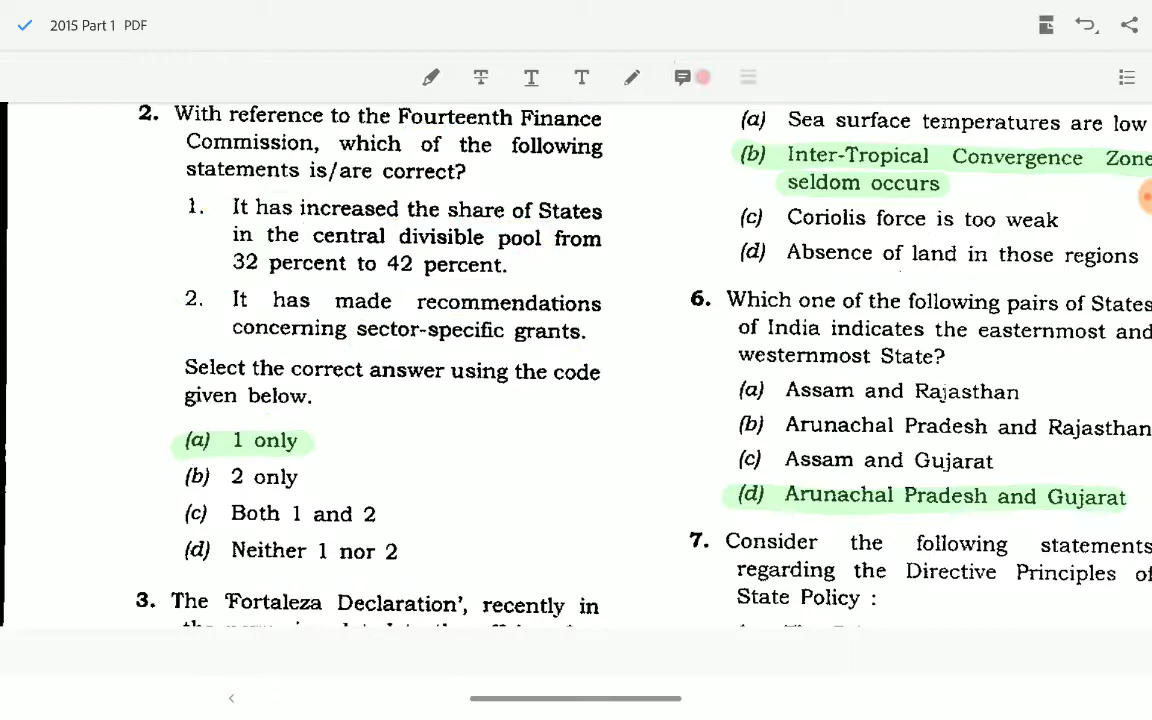 2015 Part 1 PDF
2. With reference to the Fourteenth Finance
Commission, which of the following
statements is/are correct?
1. It has increased the share of States
in the central divisible pool from
32 percent to 42 percent.
2. It has made recommendations
concerning sector-specific grants.
Select the correct answer using the code
given below.
(a) 1 only
(b) 2 only
(c) Both 1 and 2
(d) Neither 1 nor 2
3. The 'Fortaleza Declaration', recently in
(a) Sea surface temperatures are low
(b) Inter-Tropical Convergence Zone
seldom occurs
(c) Coriolis force is too weak
(d) Absence of land in those regions
6. Which one of the following pairs of States
of India indicates the easternmost and
westernmost State?
(a) Assam and Rajasthan
(b) Arunachal Pradesh and Rajasthan
(c) Assam and Gujarat
(d) Arunachal Pradesh and Gujarat
7. Consider the following statements
regarding the Directive Principles of
State Policy :